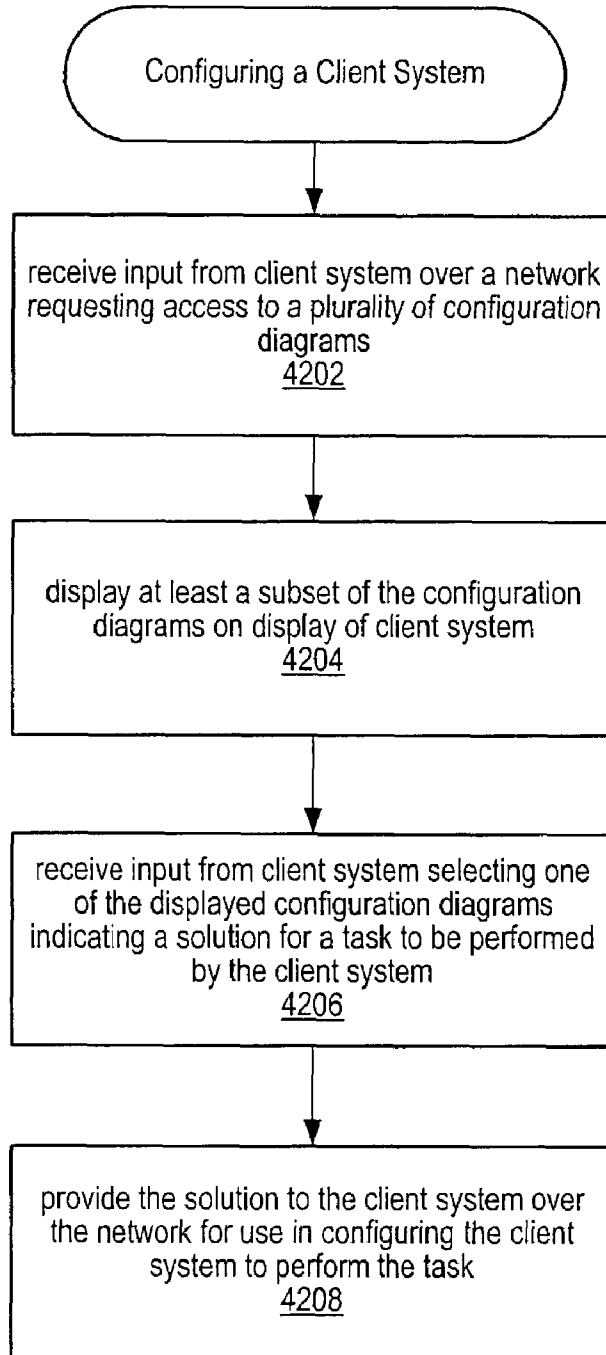 Configuring a Client System
receive input from client system over a network
requesting access to a plurality of configuration
diagrams
4202
display at least a subset of the configuration
diagrams on display of client system
4204
receive input from client system selecting one
of the displayed configuration diagrams
indicating a solution for a task to be performed
by the client system
4206
provide the solution to the client system over
the network for use in configuring the client
system to perform the task
4208